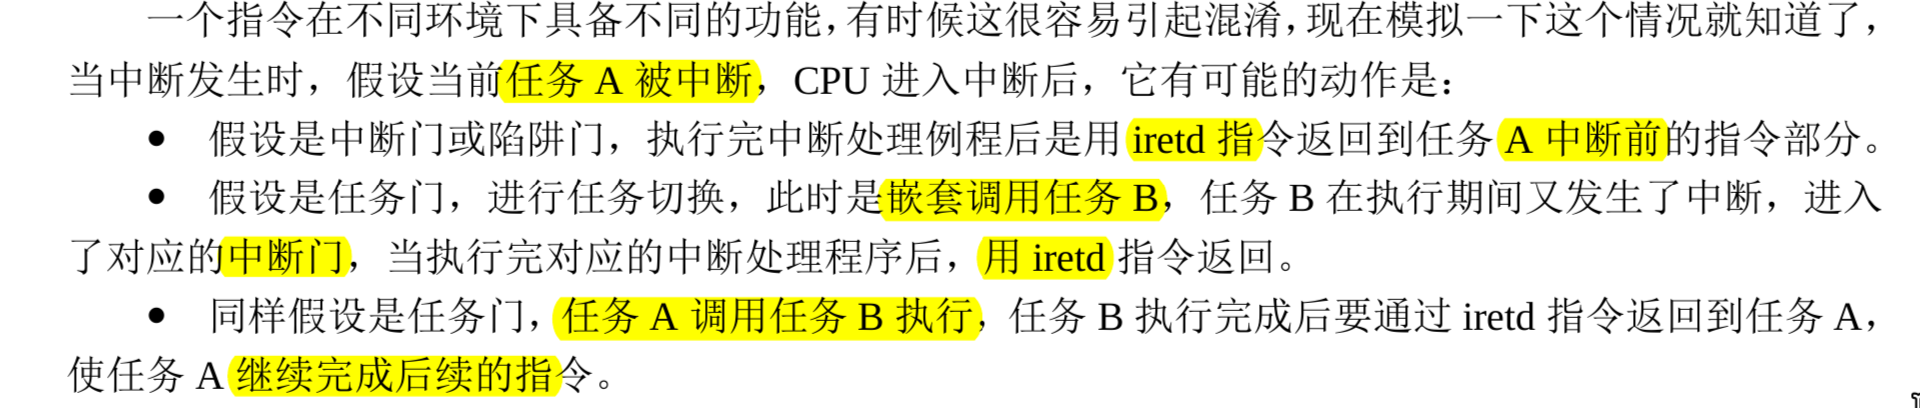 一个指令在不同环境下具备不同的功能，有时候这很容易引起混淆，现在模拟一下这个情况就知道了，
当中断发生时，假设当前任务 A 被中断，CPU 进入中断后，它有可能的动作是：
● 假设是中断门或陷阱门，执行完中断处理例程后是用 iretd 指令返回到任务 A 中断前的指令部分。
● 假设是任务门，进行任务切换，此时是嵌套调用任务 B，任务 B 在执行期间又发生了中断，进入
了对应的中断门，当执行完对应的中断处理程序后，用 iretd 指令返回。
● 同样假设是任务门，任务 A 调用任务 B 执行，任务 B 执行完成后要通过 iretd 指令返回到任务 A，
使任务 A 继续完成后续的指令。